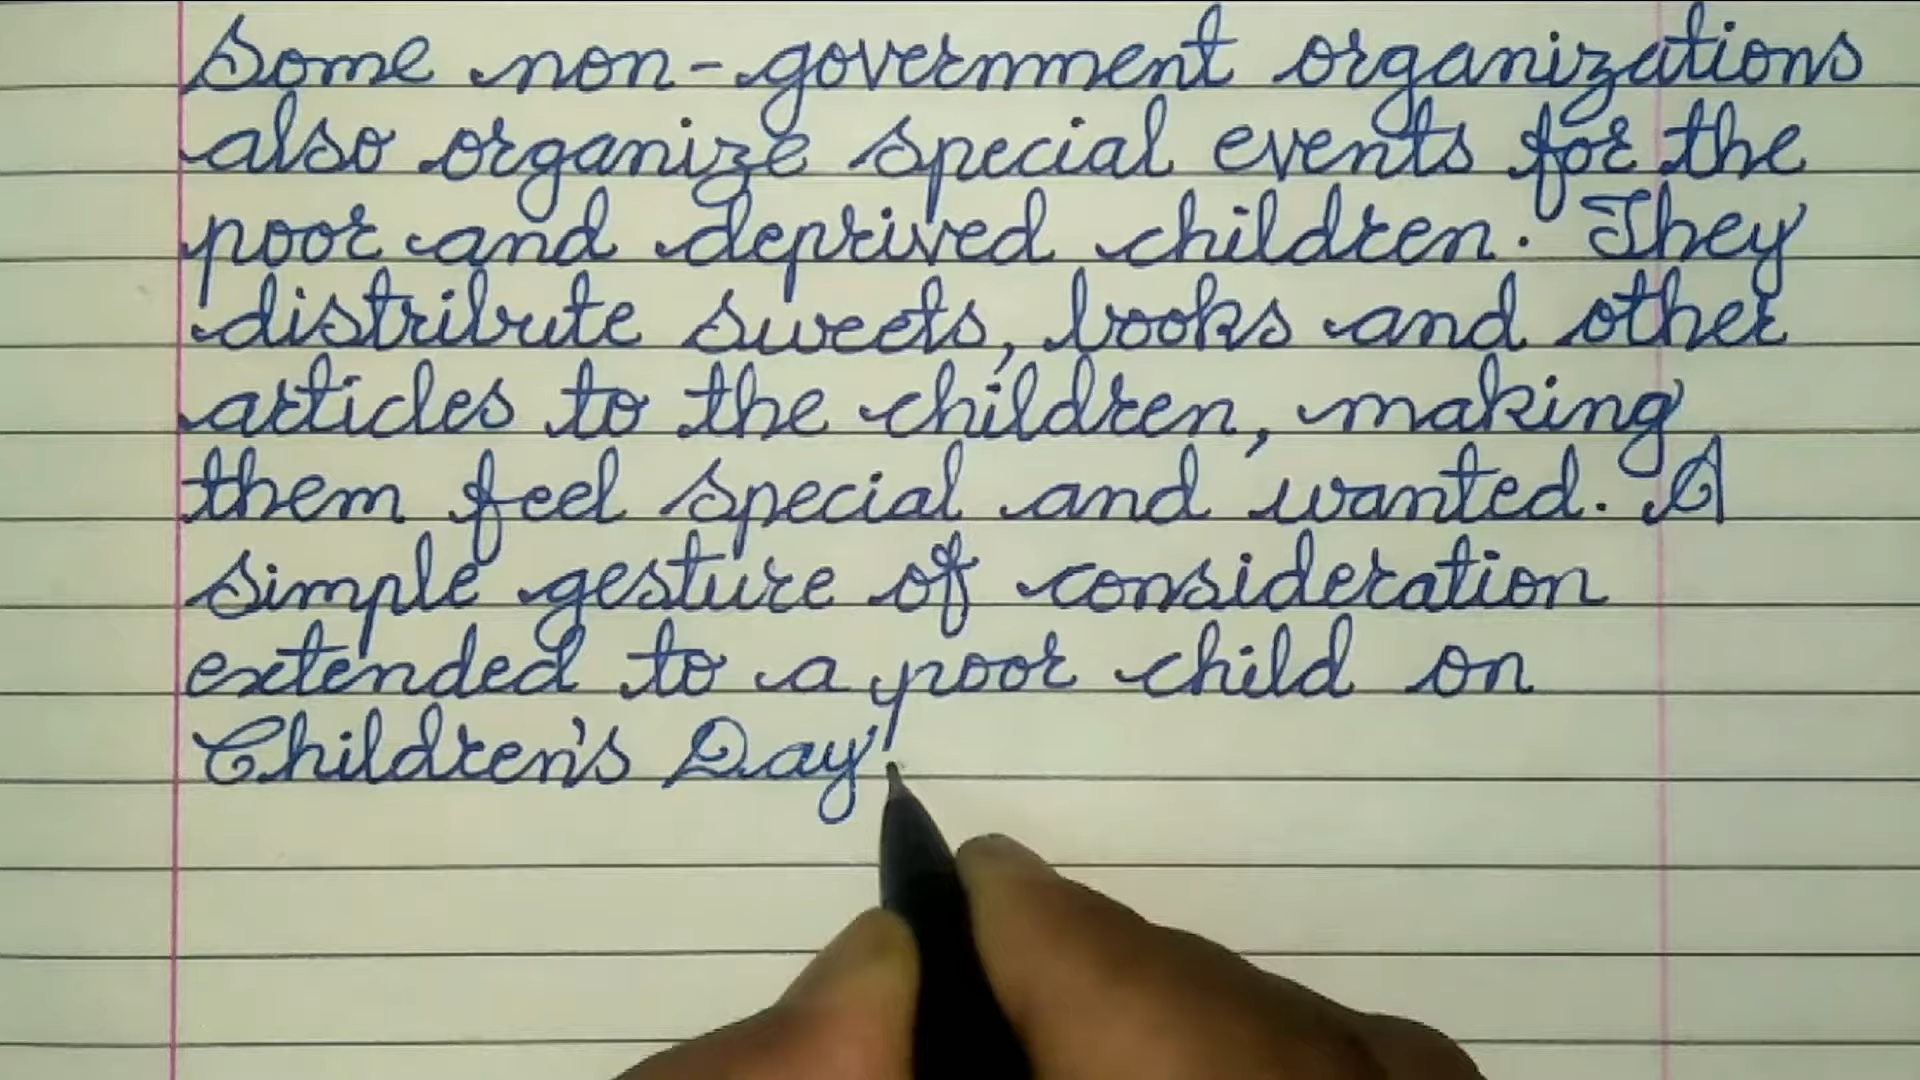 Some non-government organizations
also organize special events for the
poor and deprived children. They
distribute sweets, books and other
articles to the children, making
them feel special and wanted. A
simple gesture of consideration
extended to a poor child on
Children's Day